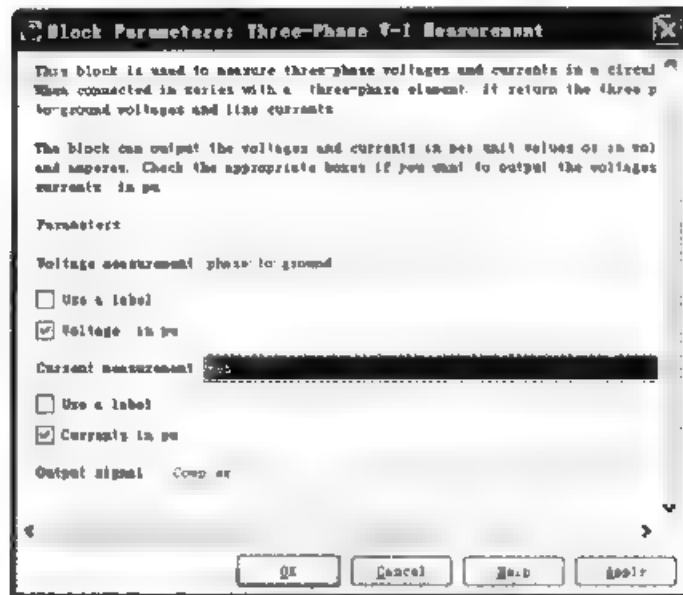 Block Parameters: Three-Phase V-I Measurement
This block is used to measure three-phase voltages and currents in a circui
When connected in series with a three-phase element, it return the three p
to-ground voltages and line currents
The block can output the voltages and currents in per unit values or in vol
and amperes. Check the appropriate boxes if you want to output the voltages
currents in pu
Parameters
Voltage measurement phase-to-ground
Use a label
Voltage in pu
Current measurement yes
Use a label
Currents in pu
Output signal
OK Cancel Help Apply